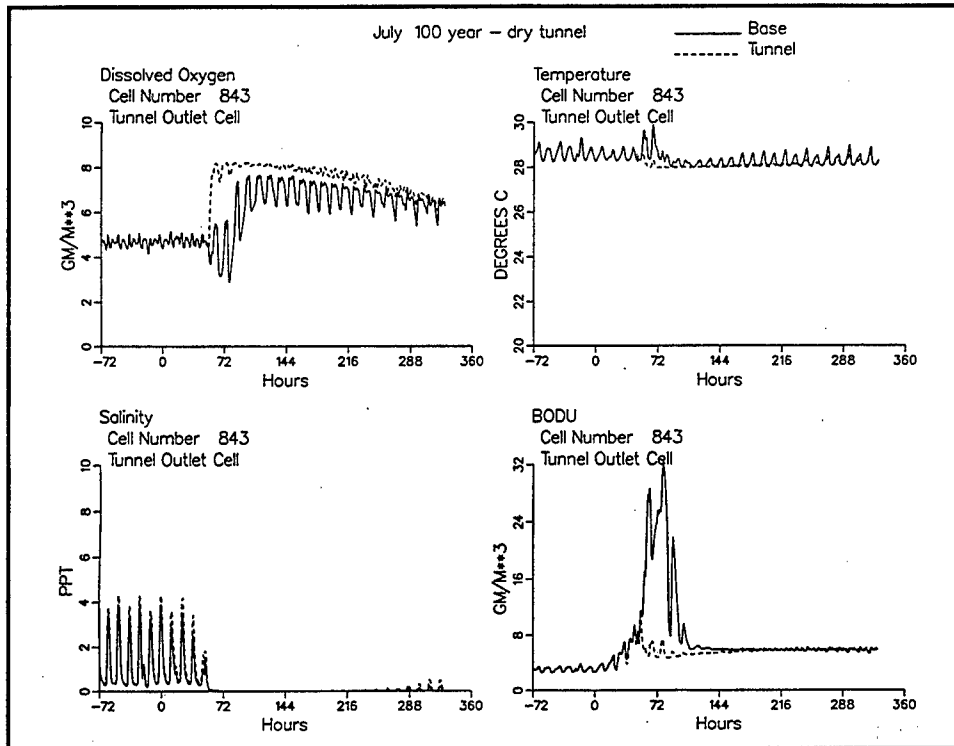 July 100 year – dry tunnel
Base
Tunnel
Dissolved Oxygen
Cell Number 843
Tunnel Outlet Cell
GM/M**3
10
8
6
4
2
0
-72 0 72 144 216 288 360
Hours
Temperature
Cell Number 843
Tunnel Outlet Cell
DEGREES C
30
28
26
24
22
20
-72 0 72 144 216 288 360
Hours
Salinity
Cell Number 843
Tunnel Outlet Cell
PPT
10
8
6
4
2
0
-72 0 72 144 216 288 360
Hours
BODU
Cell Number 843
Tunnel Outlet Cell
GM/M**3
32
24
16
8
0
-72 0 72 144 216 288 360
Hours